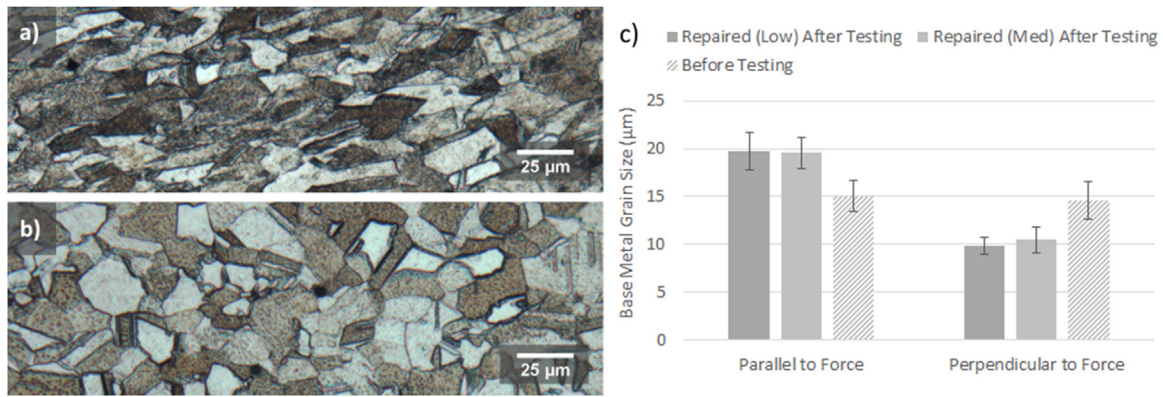 a)
25 µm
b)
25 µm
c)
Repaired (Low) After Testing
Repaired (Med) After Testing
Before Testing
Base Metal Grain Size (µm)
25
20
15
10
5
0
Parallel to Force
Perpendicular to Force